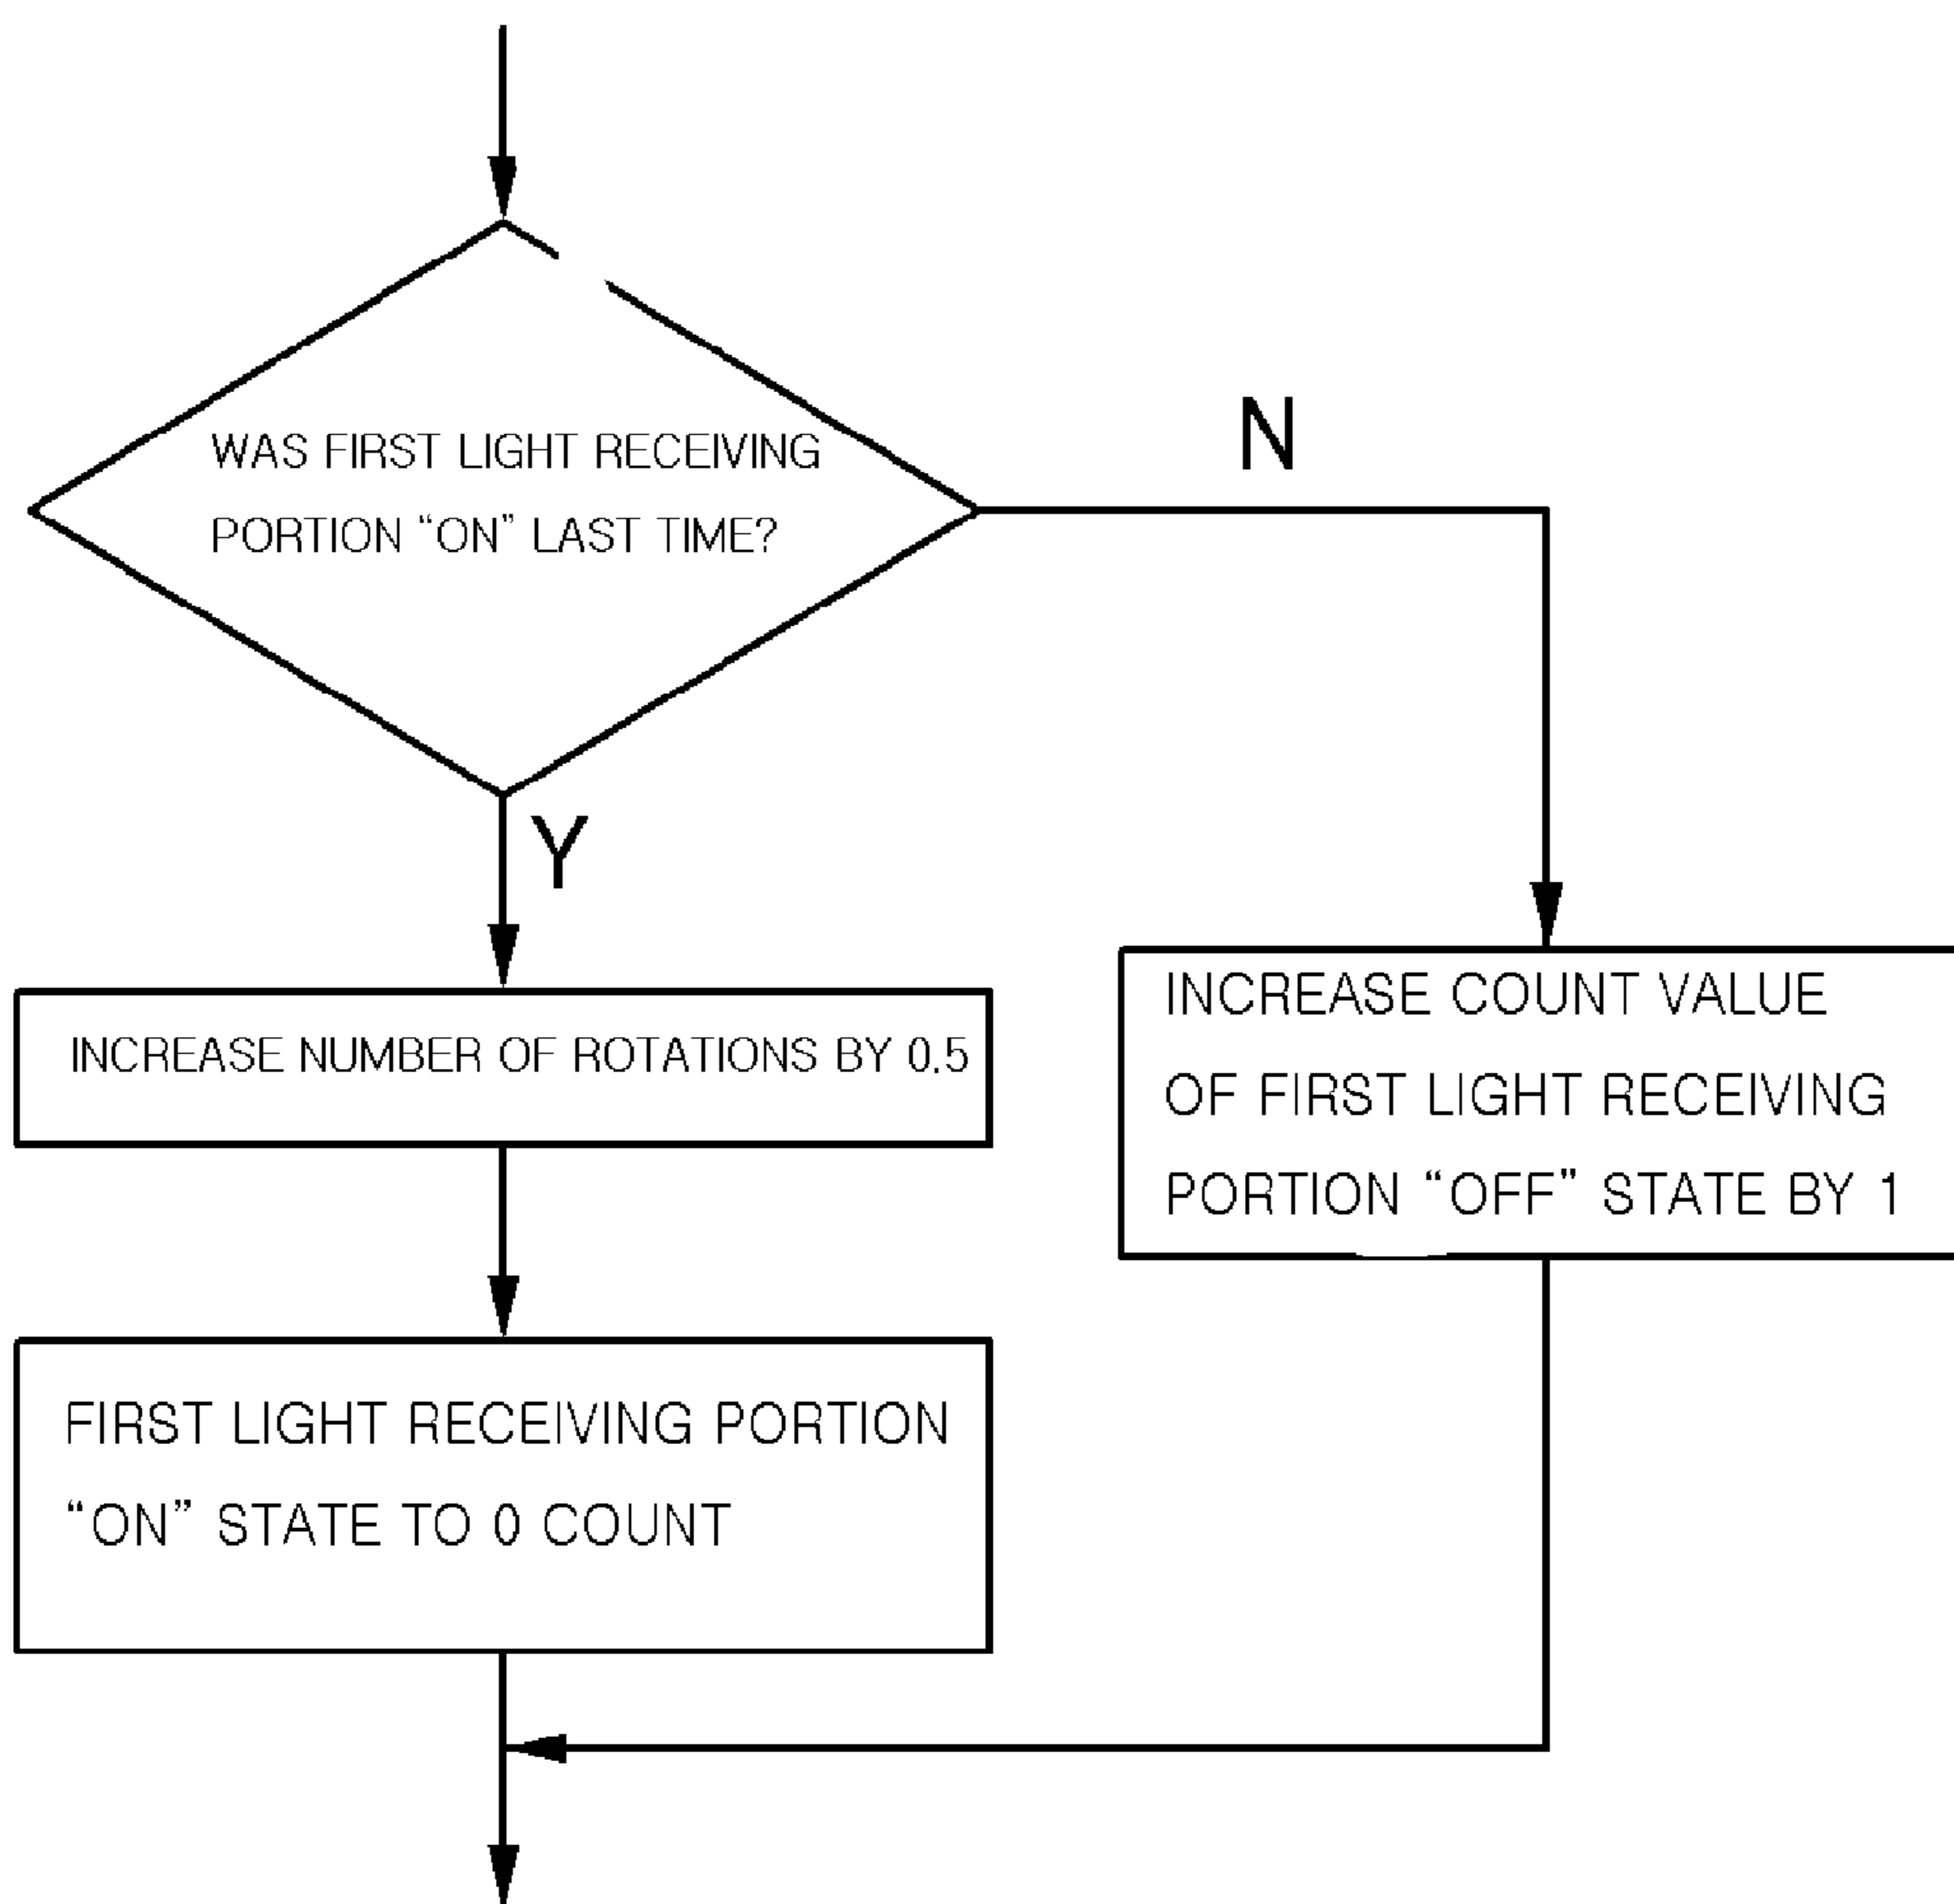 WAS FIRST LIGHT RECEIVING
PORTION “ON” LAST TIME?
N
Y
INCREASE NUMBER OF ROTATIONS BY 0.5
INCREASE COUNT VALUE
OF FIRST LIGHT RECEIVING
PORTION “OFF” STATE BY 1
FIRST LIGHT RECEIVING PORTION
“ON” STATE TO 0 COUNT